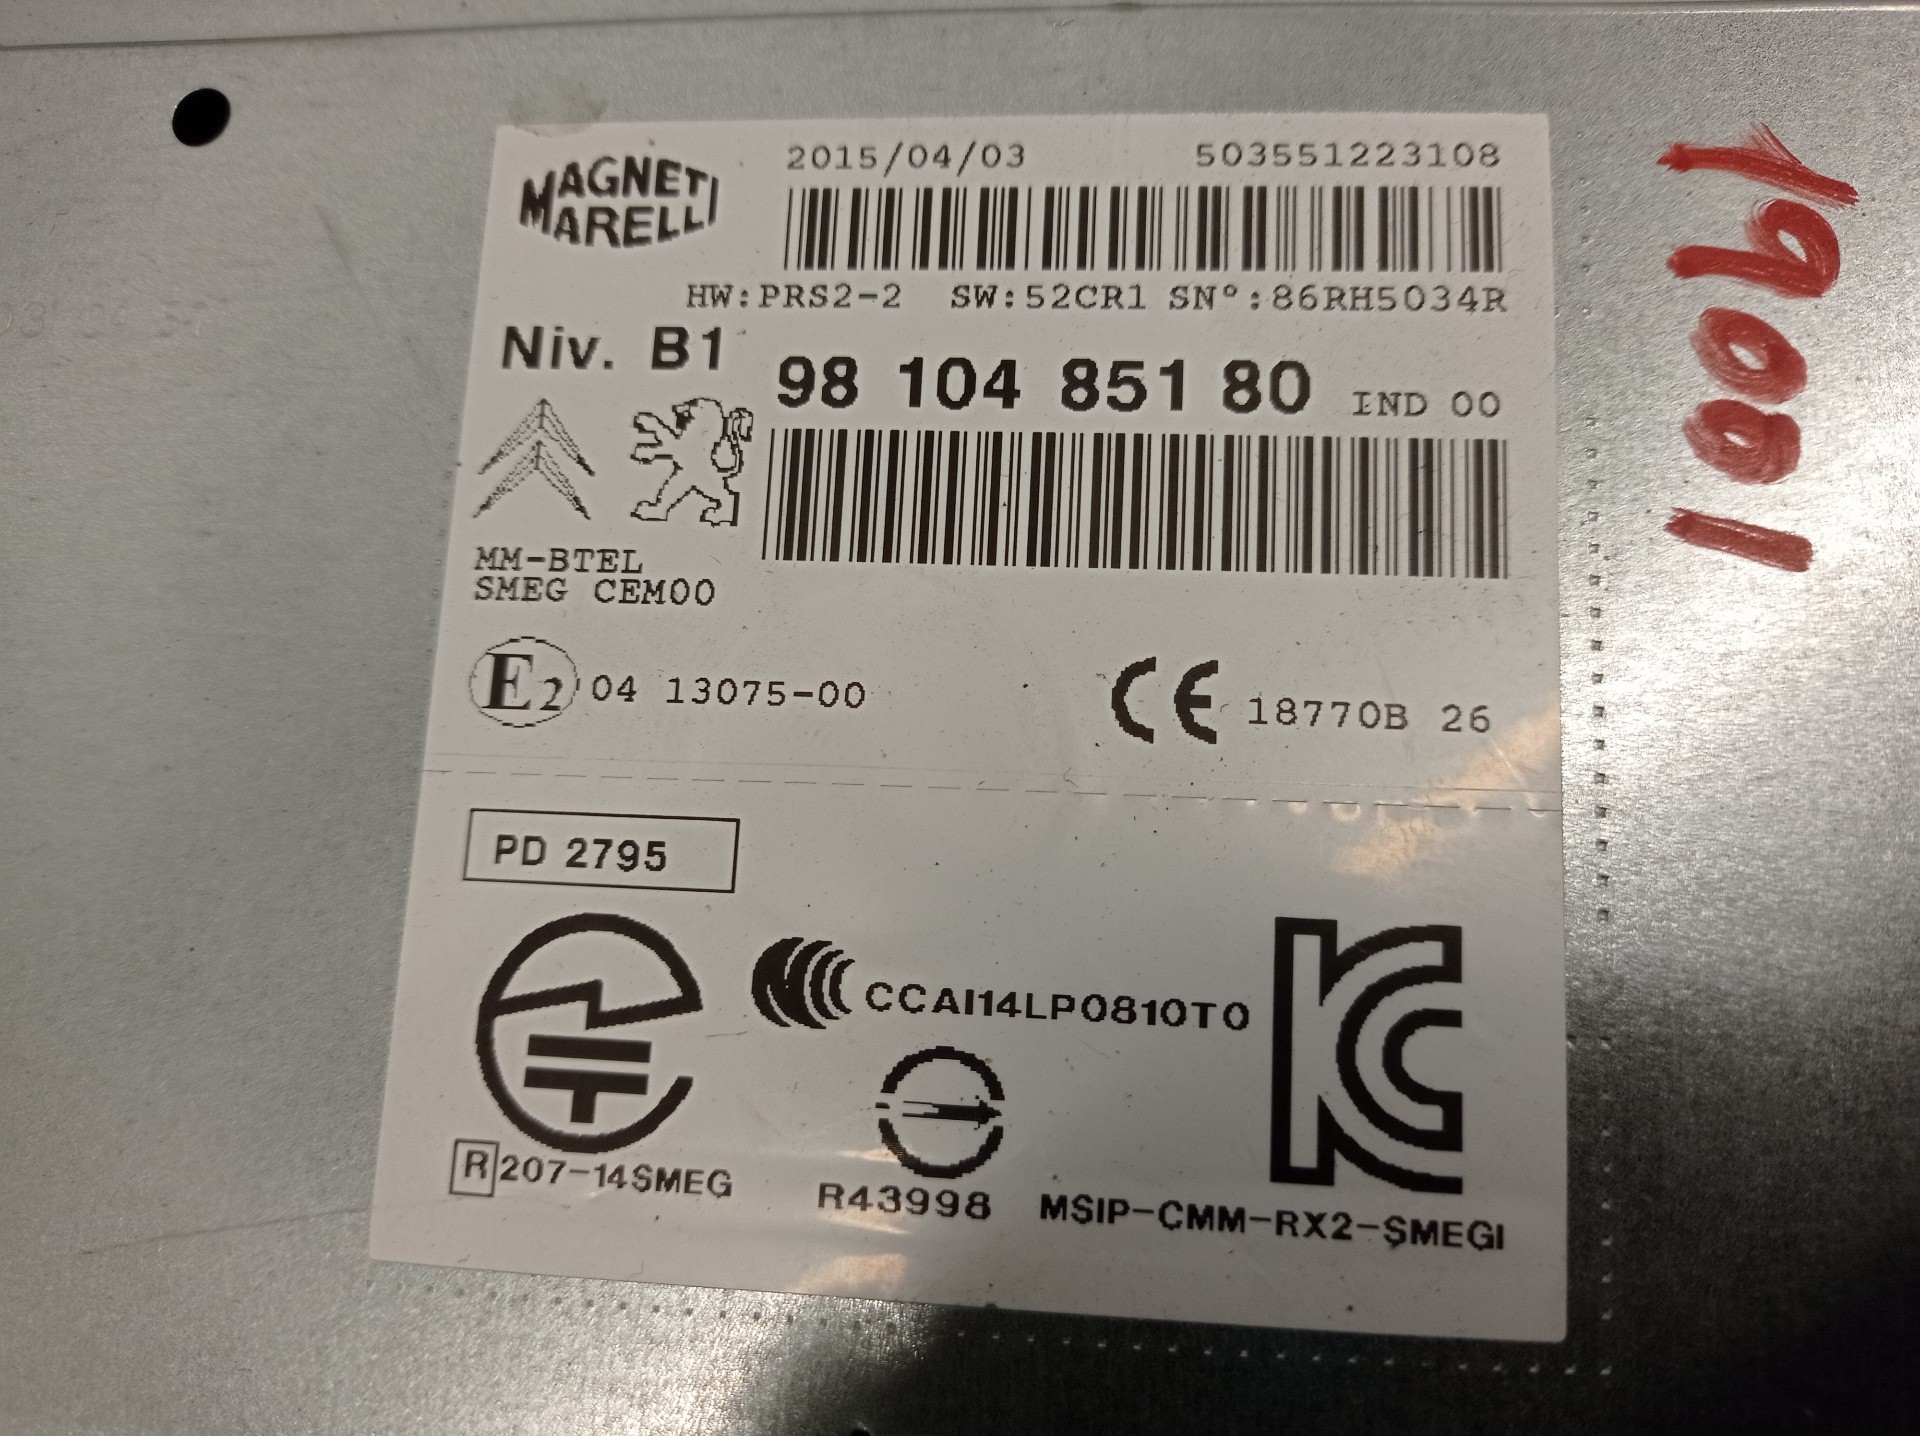 MAGNETI
MARELLI
2015/04/03 503551223108
HW:PRS2-2 SW:52CR1 SN°:86RH5034R
Niv. B1
98 104 851 80 IND 00
MM-BTEL
SMEG CEM00
E2 04 13075-00
CE 18770B 26
PD 2795
CCAI14LP0810T0
R 207-14SMEG
R43998
KC
MSIP-CMM-RX2-SMEGI
19081